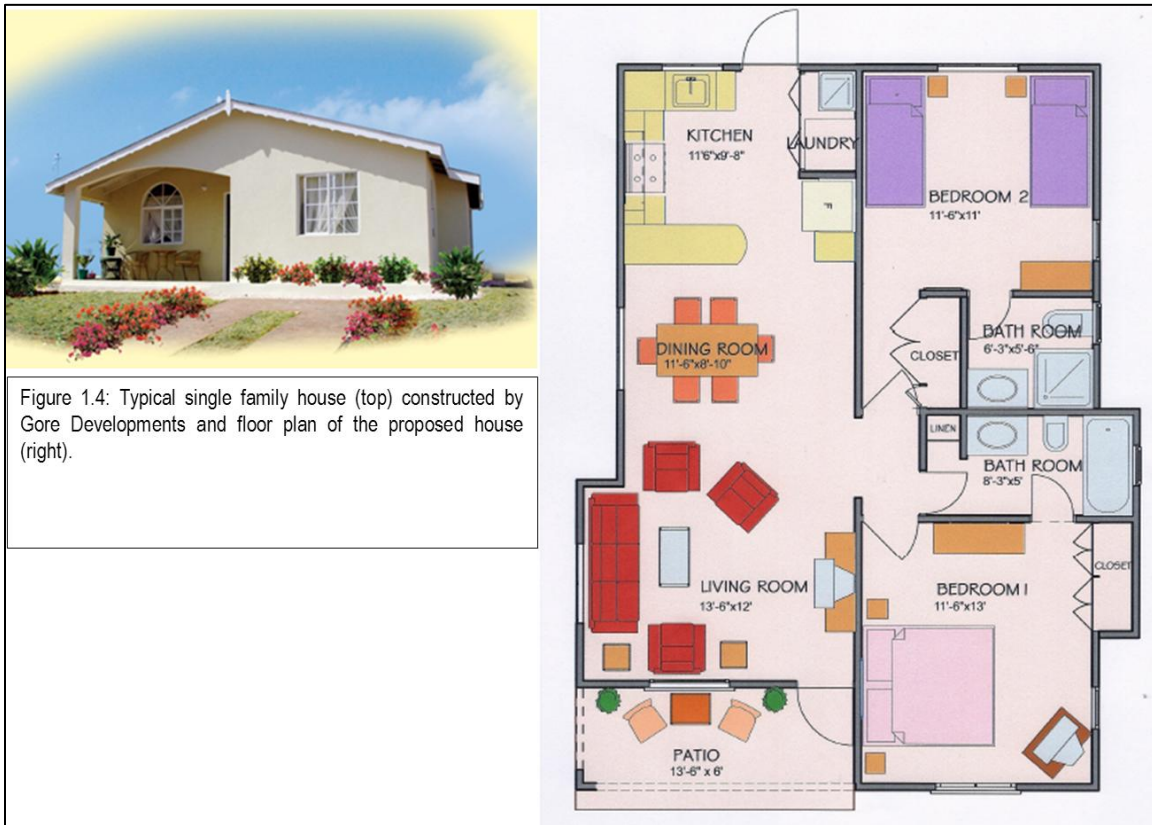 Figure 1.4: Typical single family house (top) constructed by
Gore Developments and floor plan of the proposed house
(right).
KITCHEN
11'6"x9'-8"
LAUNDRY
F.
BEDROOM 2
11'-6"x11'
DINING ROOM
11'-6"x8'-10"
CLOSET
BATH ROOM
6'-3"x5'-6"
LINEN
BATH ROOM
8'-3"x5'
LIVING ROOM
13'-6"x12'
BEDROOM 1
11'-6"x13'
CLOSET
PATIO
13'-6" x 6'